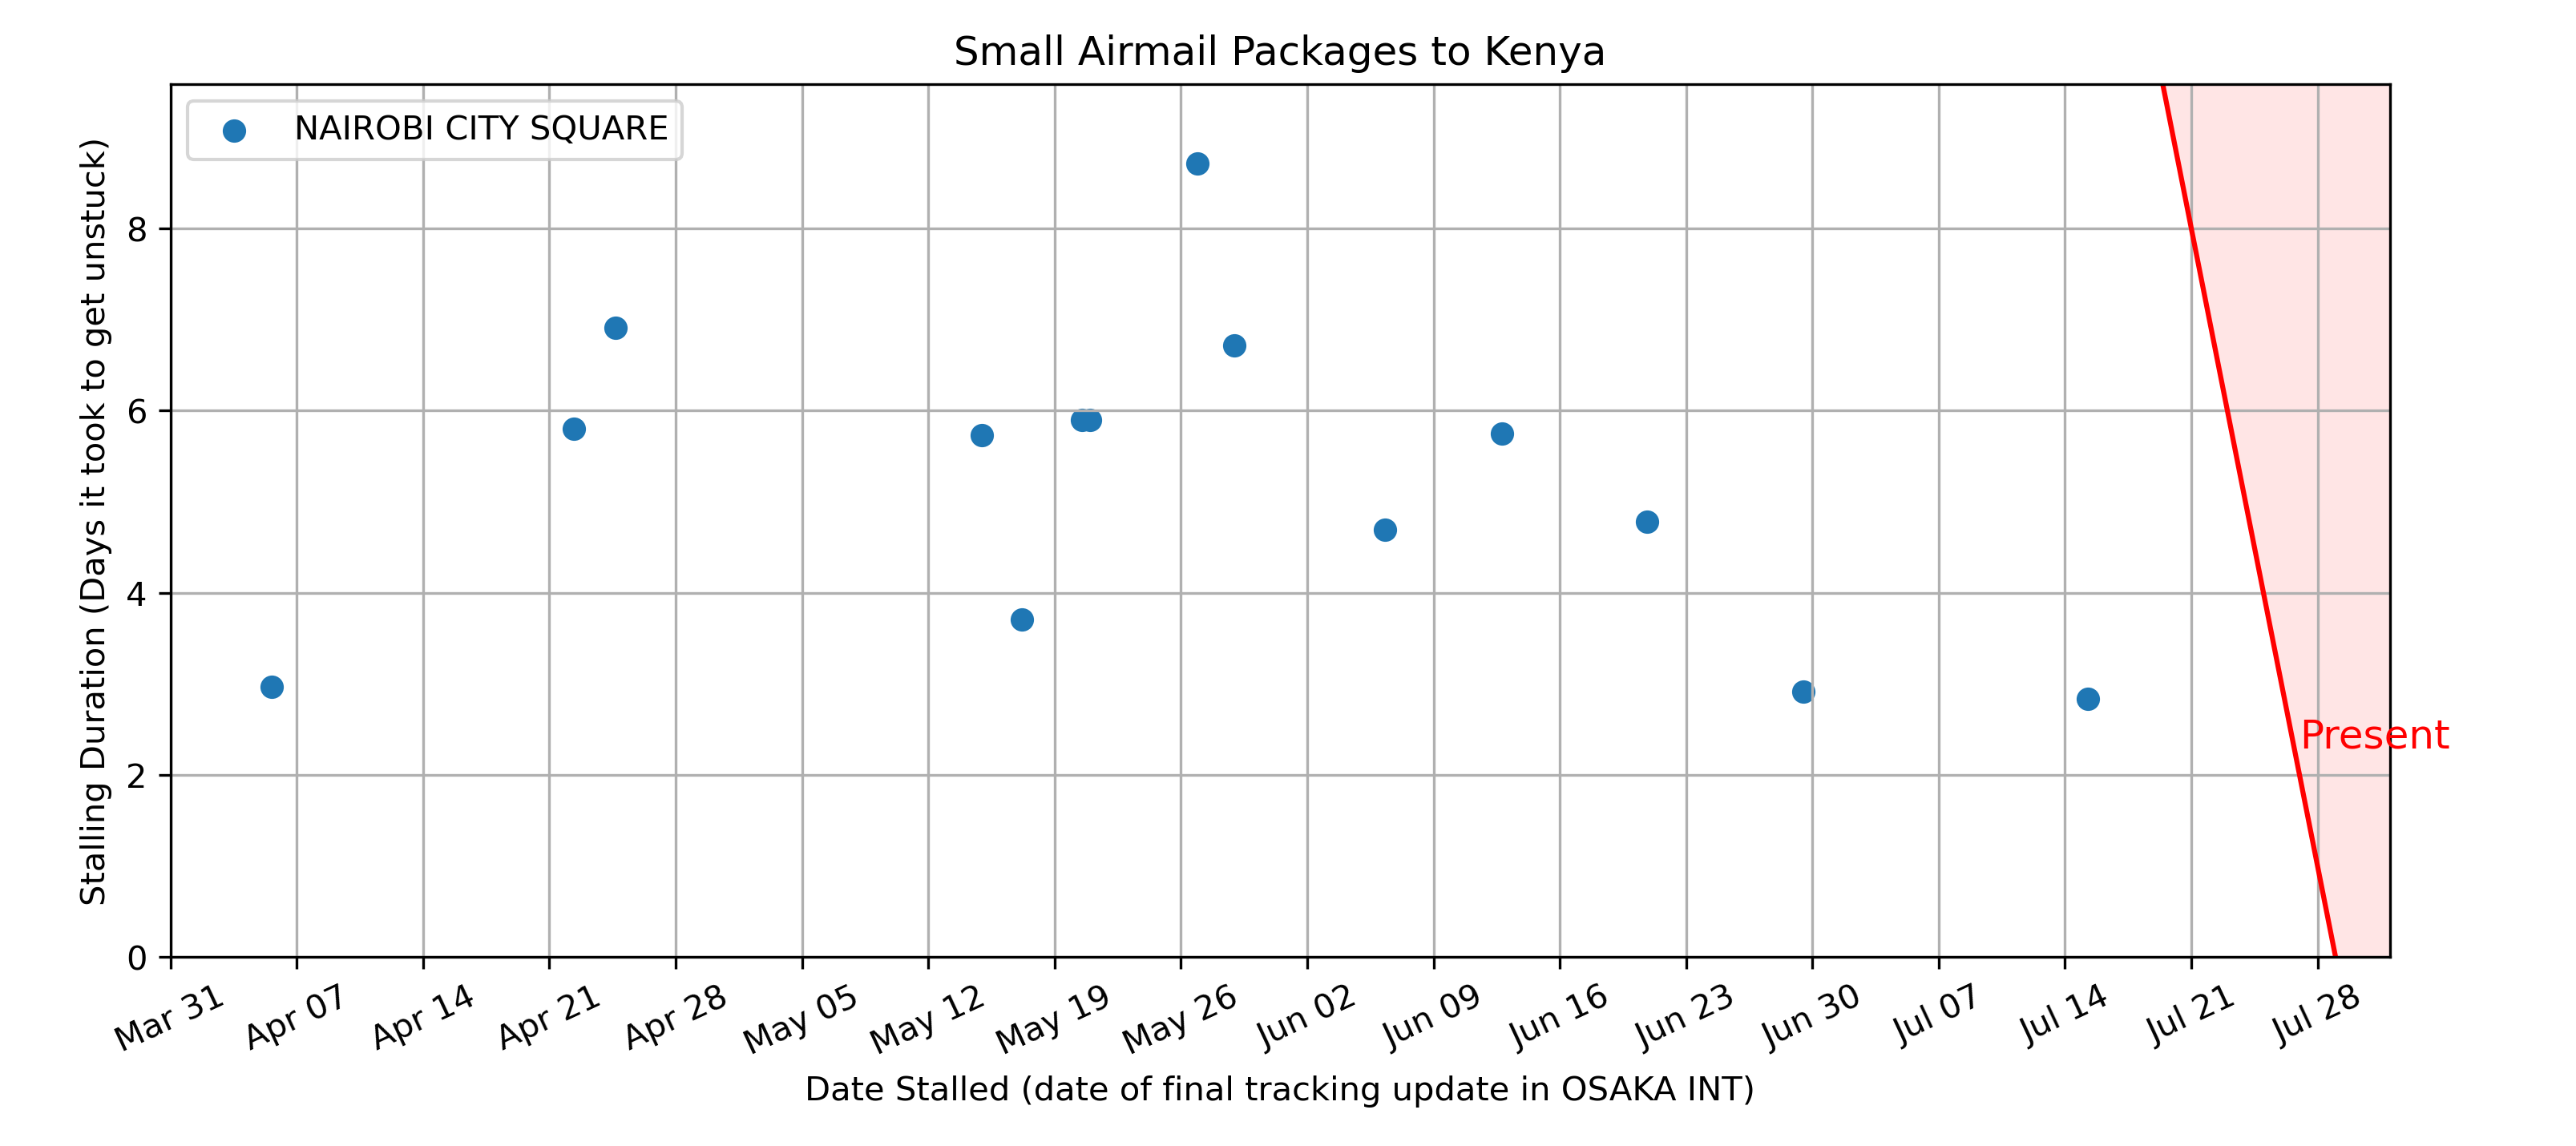 Small Airmail Packages to Kenya
NAIROBI CITY SQUARE
Stalling Duration (Days it took to get unstuck)
8
6
4
2
0
Present
Mar 31
Apr 07
Apr 14
Apr 21
Apr 28
May 05
May 12
May 19
May 26
Jun 02
Jun 09
Jun 16
Jun 23
Jun 30
Jul 07
Jul 14
Jul 21
Jul 28
Date Stalled (date of final tracking update in OSAKA INT)